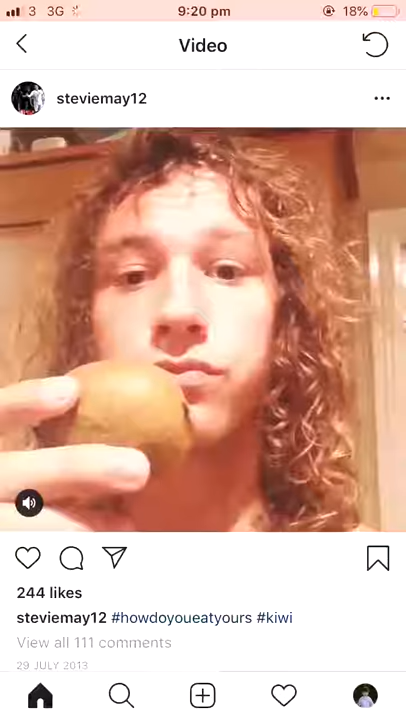 3 3G 9:20 pm 18%
Video
steviemay12
244 likes
steviemay12 #howdoyoueatyours #kiwi
View all 111 comments
29 JULY 2013